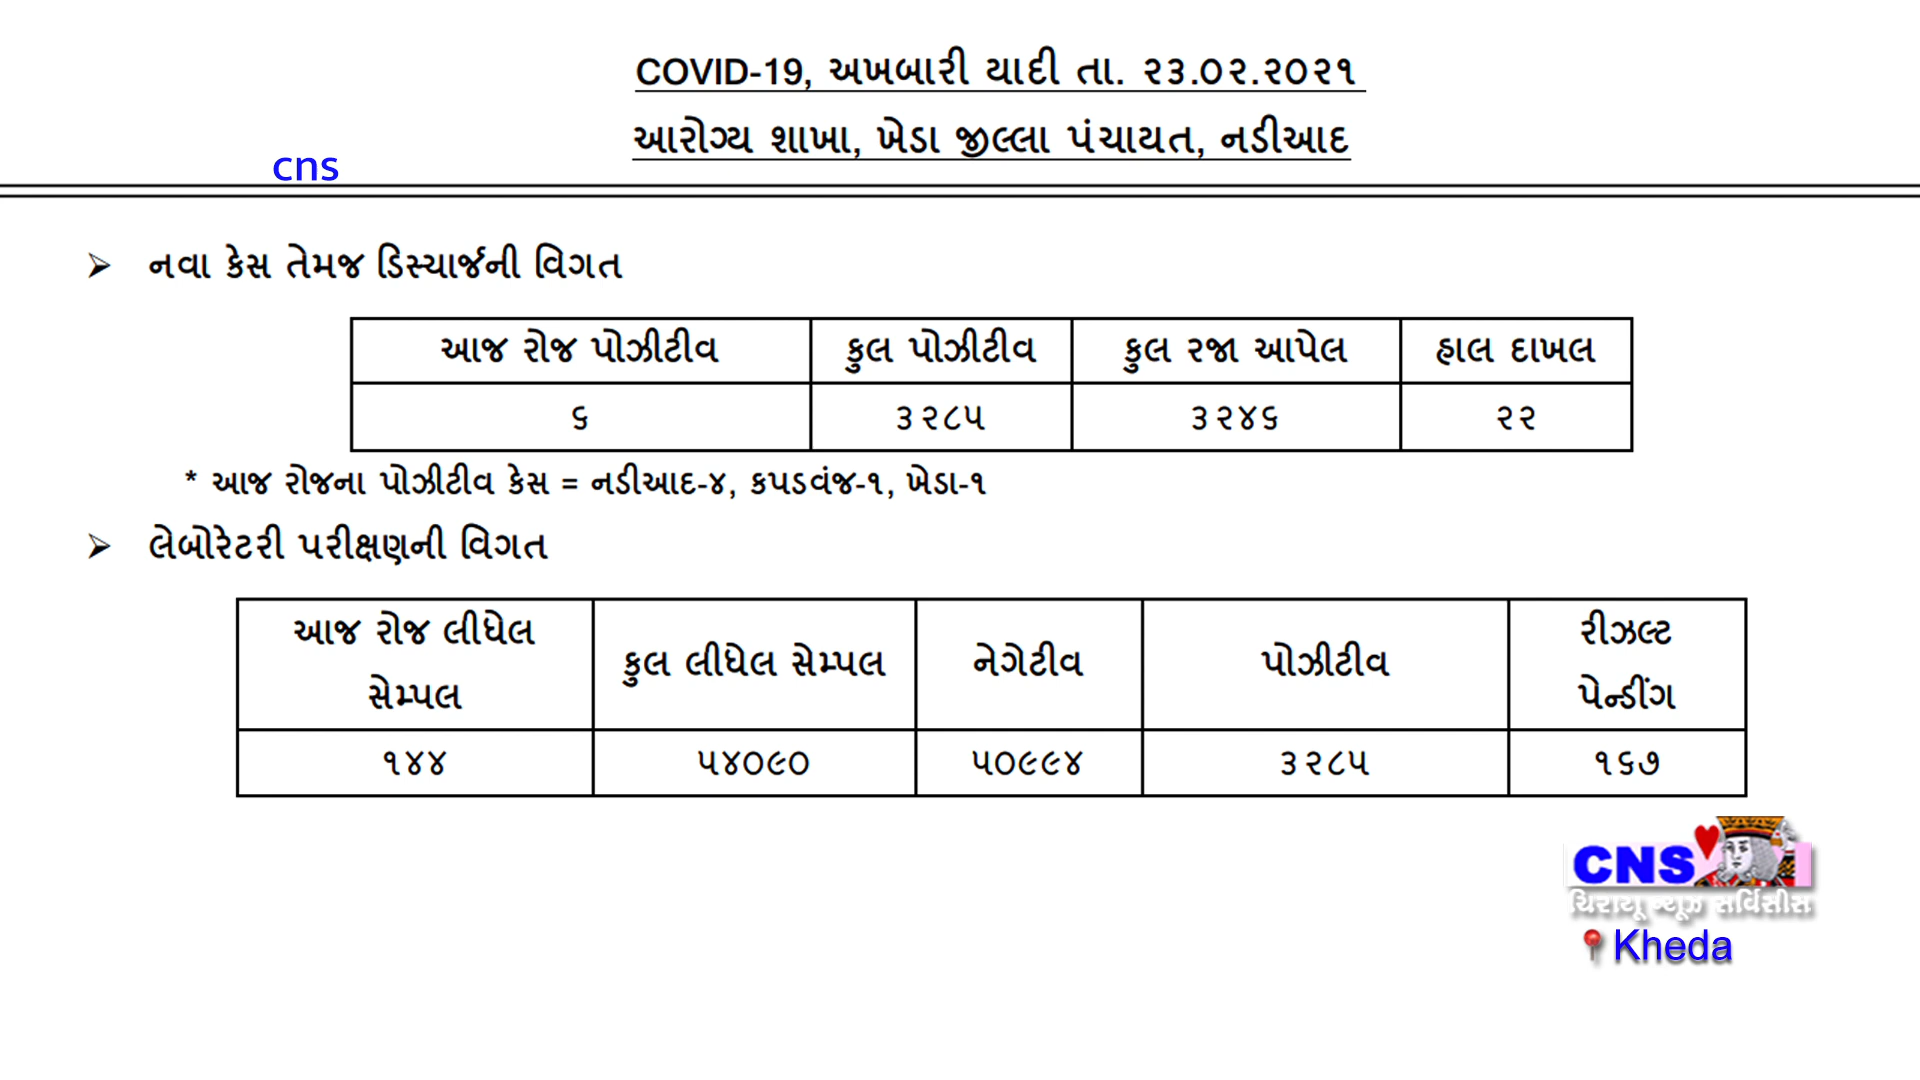 COVID-19, અખબારી યાદી તા. ૨૩.૦૨.૨૦૨૧
આરોગ્ય શાખા, ખેડા જીલ્લા પંચાયત, નડીઆદ
cns
➢ નવા કેસ તેમજ ડિસ્ચાર્જની વિગત
આજ રોજ પોઝીટીવ કુલ પોઝીટીવ કુલ રજા આપેલ હાલ દાખલ
૬ ૩૨૮૫ ૩૨૪૬ ૨૨
* આજ રોજના પોઝીટીવ કેસ = નડીઆદ-૪, કપડવંજ-૧, ખેડા-૧
➢ લેબોરેટરી પરીક્ષણની વિગત
આજ રોજ લીધેલ સેમ્પલ કુલ લીધેલ સેમ્પલ નેગેટીવ પોઝીટીવ રીઝલ્ટ પેન્ડીંગ
૧૪૪ ૫૪૦૯૦ ૫૦૯૯૪ ૩૨૮૫ ૧૬૭
CNS
ચિરાયૂ ન્યૂઝ સર્વિસીસ
Kheda